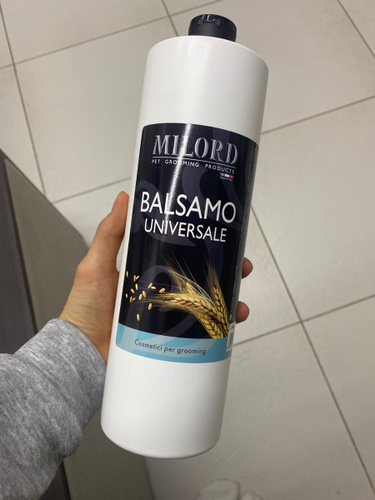 MILORD
PET GROOMING PRODUCTS
BALSAMO
UNIVERSALE
Cosmetici per grooming